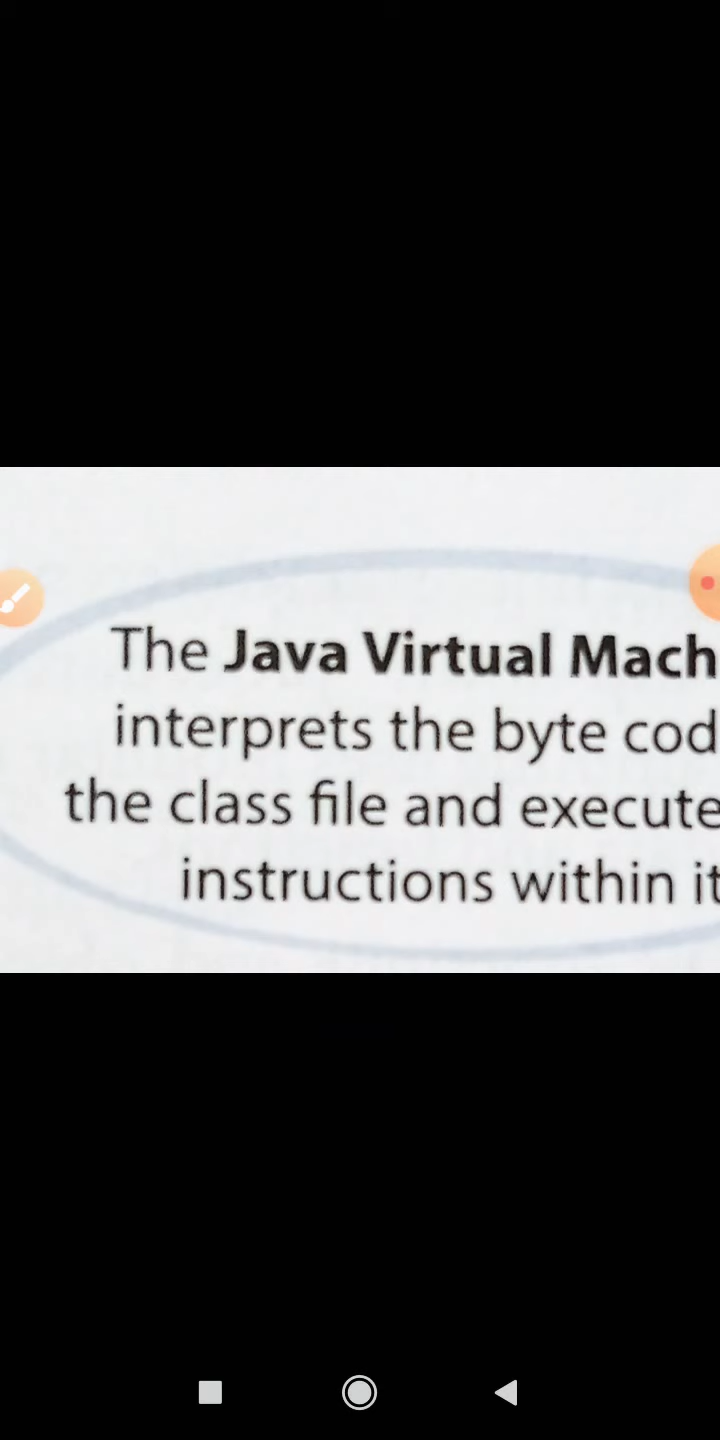 The Java Virtual Mach
interprets the byte cod
the class file and execute
instructions within it